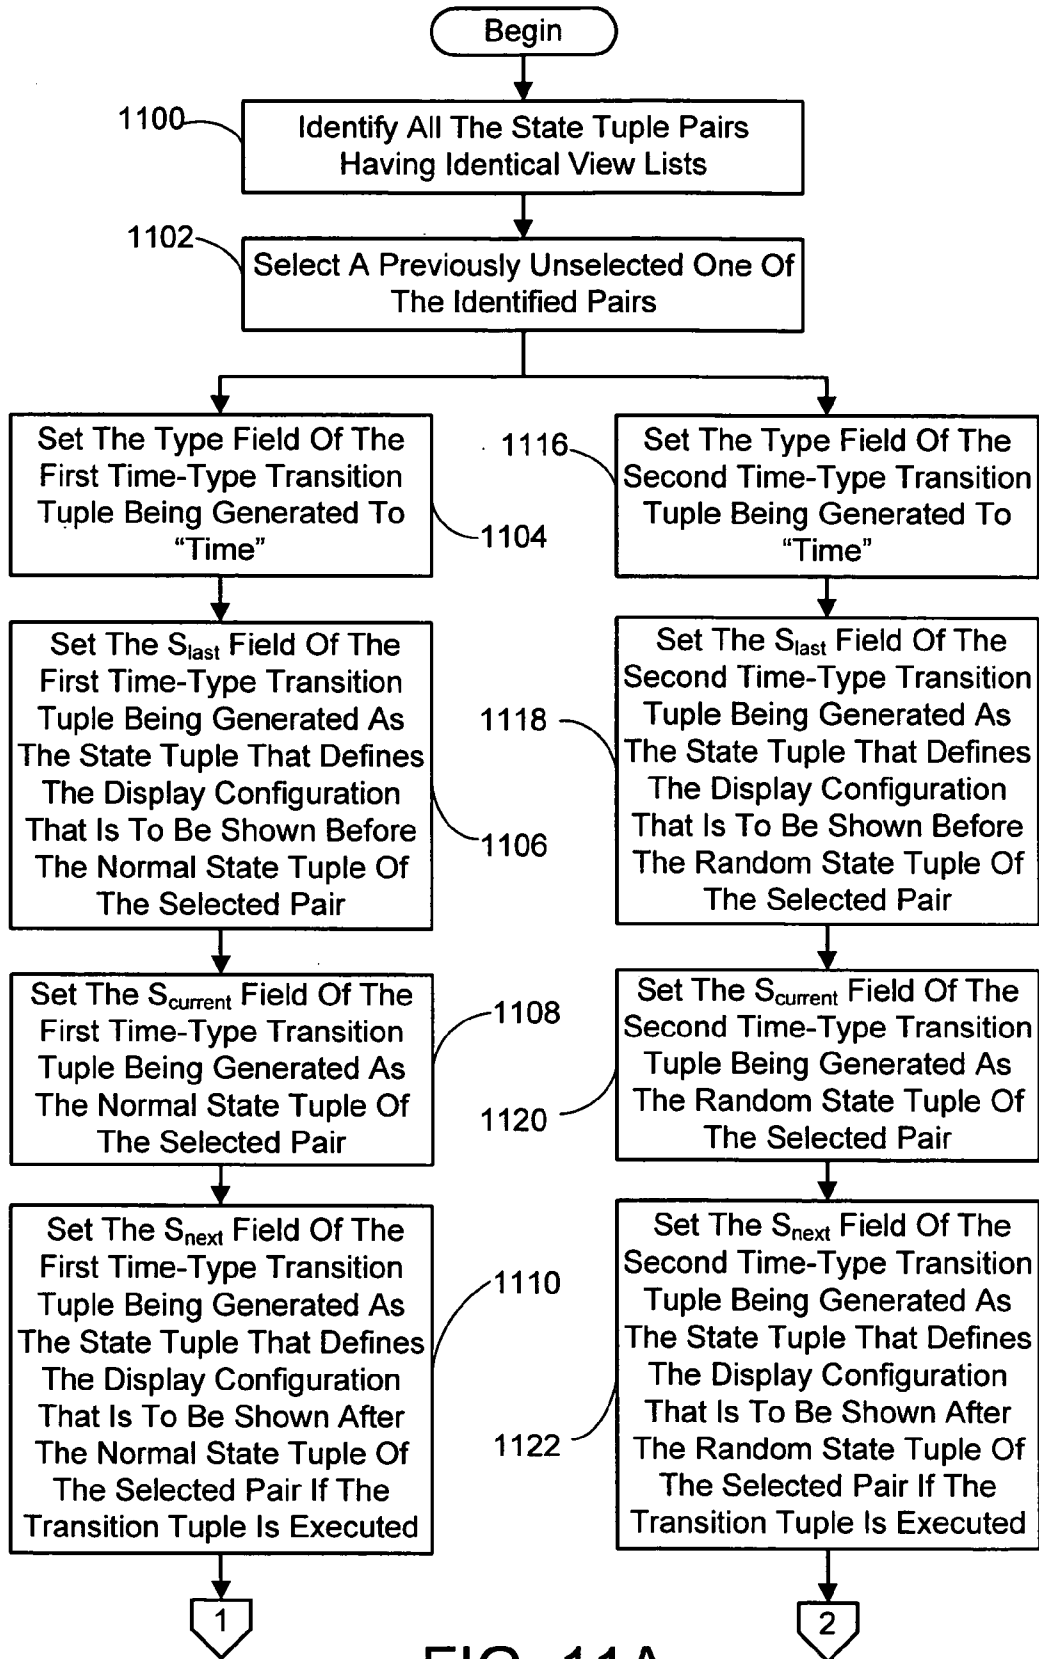 Begin
1100
Identify All The State Tuple Pairs
Having Identical View Lists
1102
Select A Previously Unselected One Of
The Identified Pairs
Set The Type Field Of The
First Time-Type Transition
Tuple Being Generated To
“Time”
1104
Set The Slast Field Of The
First Time-Type Transition
Tuple Being Generated As
The State Tuple That Defines
The Display Configuration
That Is To Be Shown Before
The Normal State Tuple Of
The Selected Pair
1106
Set The Scurrent Field Of The
First Time-Type Transition
Tuple Being Generated As
The Normal State Tuple Of
The Selected Pair
1108
Set The Snext Field Of The
First Time-Type Transition
Tuple Being Generated As
The State Tuple That Defines
The Display Configuration
That Is To Be Shown After
The Normal State Tuple Of
The Selected Pair If The
Transition Tuple Is Executed
1110
1
1116
Set The Type Field Of The
Second Time-Type Transition
Tuple Being Generated To
“Time”
1118
Set The Slast Field Of The
Second Time-Type Transition
Tuple Being Generated As
The State Tuple That Defines
The Display Configuration
That Is To Be Shown Before
The Random State Tuple Of
The Selected Pair
1120
Set The Scurrent Field Of The
Second Time-Type Transition
Tuple Being Generated As
The Random State Tuple Of
The Selected Pair
1122
Set The Snext Field Of The
Second Time-Type Transition
Tuple Being Generated As
The State Tuple That Defines
The Display Configuration
That Is To Be Shown After
The Random State Tuple Of
The Selected Pair If The
Transition Tuple Is Executed
2
FIG. 11A